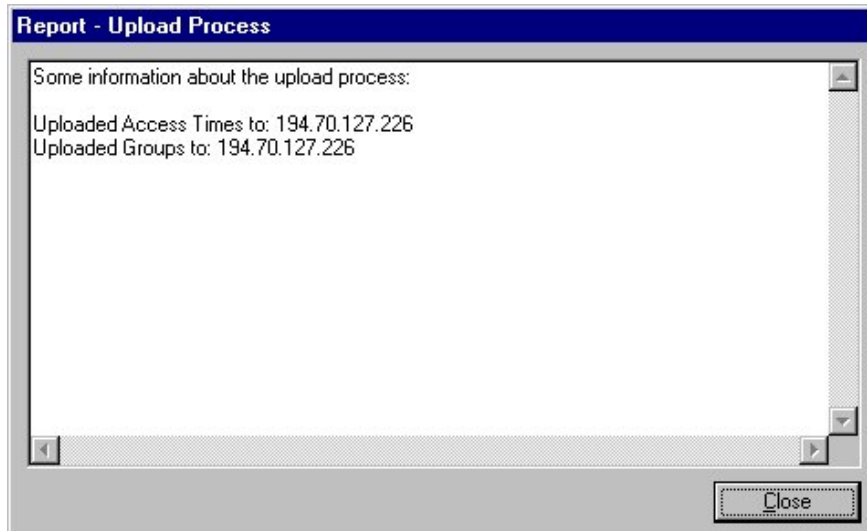 Report - Upload Process
Some information about the upload process:
Uploaded Access Times to: 194.70.127.226
Uploaded Groups to: 194.70.127.226
Close